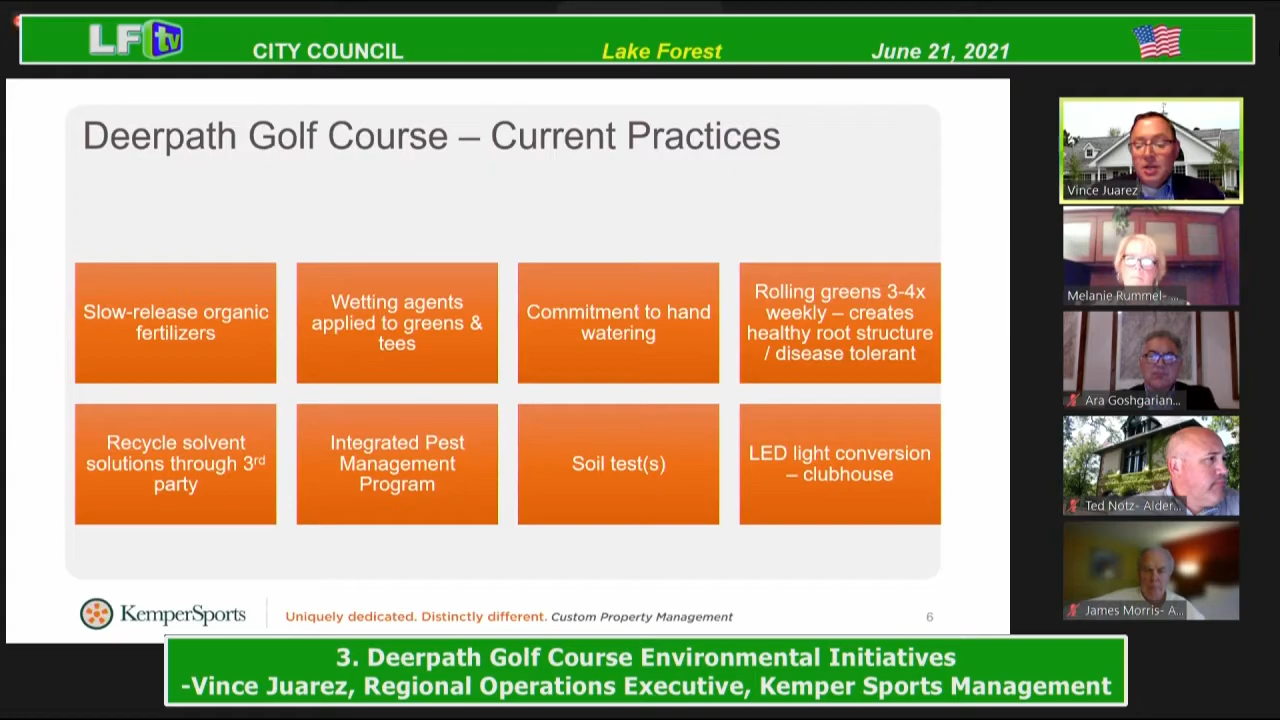 LFtv
CITY COUNCIL
Lake Forest
June 21, 2021
Deerpath Golf Course – Current Practices
Slow-release organic
fertilizers
Wetting agents
applied to greens &
tees
Commitment to hand
watering
Rolling greens 3-4x
weekly – creates
healthy root structure
/ disease tolerant
Recycle solvent
solutions through 3rd
party
Integrated Pest
Management
Program
Soil test(s)
LED light conversion
– clubhouse
KemperSports
Uniquely dedicated. Distinctly different. Custom Property Management
6
Vince Juarez
Melanie Rummel- ...
Ara Goshgarian...
Ted Notz- Alder...
James Morris- A...
3. Deerpath Golf Course Environmental Initiatives
-Vince Juarez, Regional Operations Executive, Kemper Sports Management